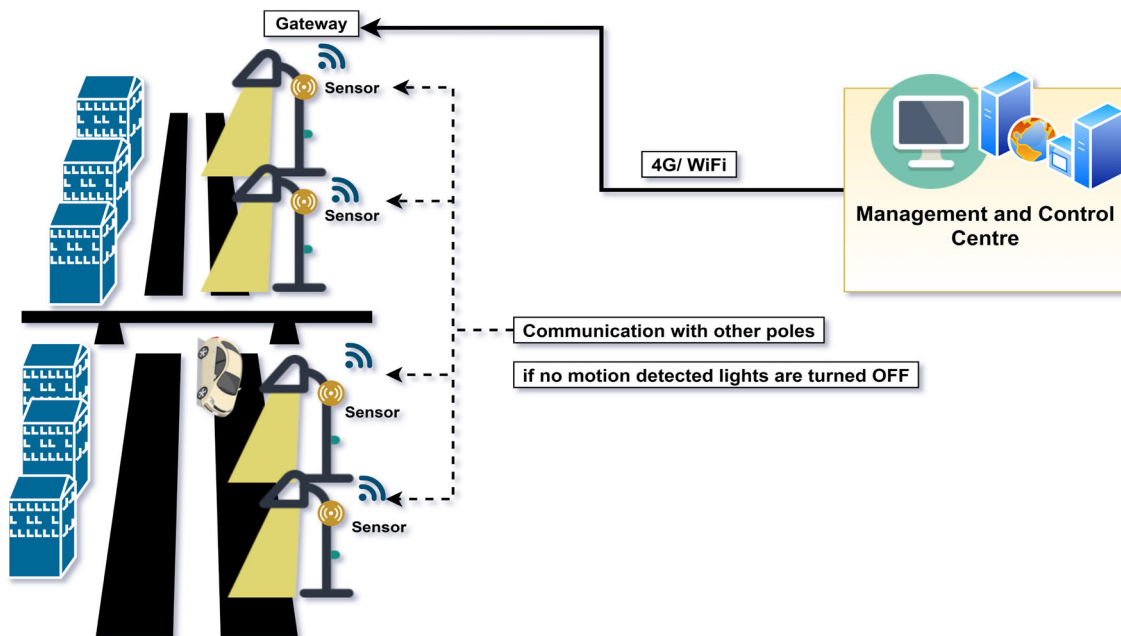 Gateway
Sensor
4G/ WiFi
Management and Control
Centre
Sensor
Communication with other poles
if no motion detected lights are turned OFF
Sensor
Sensor